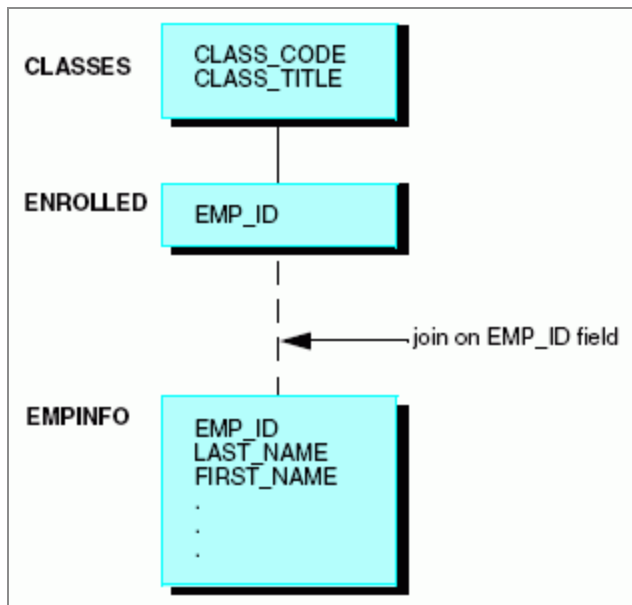 CLASSES
CLASS_CODE
CLASS_TITLE
ENROLLED
EMP_ID
join on EMP_ID field
EMPINFO
EMP_ID
LAST_NAME
FIRST_NAME
.
.
.